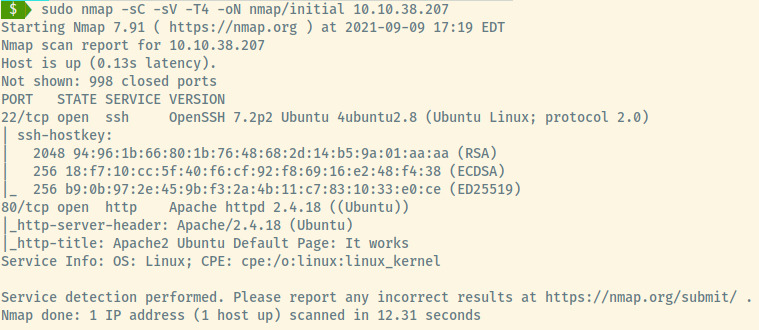 $ sudo nmap -sC -sV -T4 -oN nmap/initial 10.10.38.207
Starting Nmap 7.91 ( https://nmap.org ) at 2021-09-09 17:19 EDT
Nmap scan report for 10.10.38.207
Host is up (0.13s latency).
Not shown: 998 closed ports
PORT   STATE SERVICE VERSION
22/tcp open  ssh     OpenSSH 7.2p2 Ubuntu 4ubuntu2.8 (Ubuntu Linux; protocol 2.0)
| ssh-hostkey:
|   2048 94:96:1b:66:80:1b:76:48:68:2d:14:b5:9a:01:aa:aa (RSA)
|   256 18:f7:10:cc:5f:40:f6:cf:92:f8:69:16:e2:48:f4:38 (ECDSA)
|_  256 b9:0b:97:2e:45:9b:f3:2a:4b:11:c7:83:10:33:e0:ce (ED25519)
80/tcp open  http    Apache httpd 2.4.18 ((Ubuntu))
|_http-server-header: Apache/2.4.18 (Ubuntu)
|_http-title: Apache2 Ubuntu Default Page: It works
Service Info: OS: Linux; CPE: cpe:/o:linux:linux_kernel
Service detection performed. Please report any incorrect results at https://nmap.org/submit/ .
Nmap done: 1 IP address (1 host up) scanned in 12.31 seconds